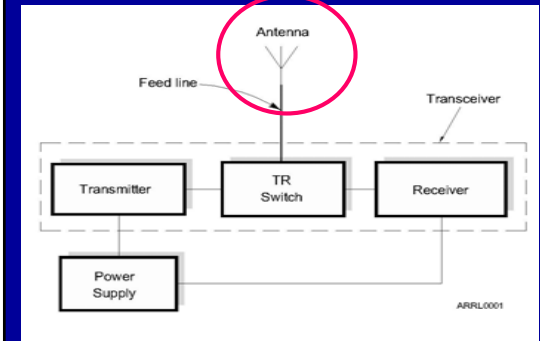 Antenna
Feed line
Transceiver
Transmitter
TR
Switch
Receiver
Power
Supply
ARRL0001